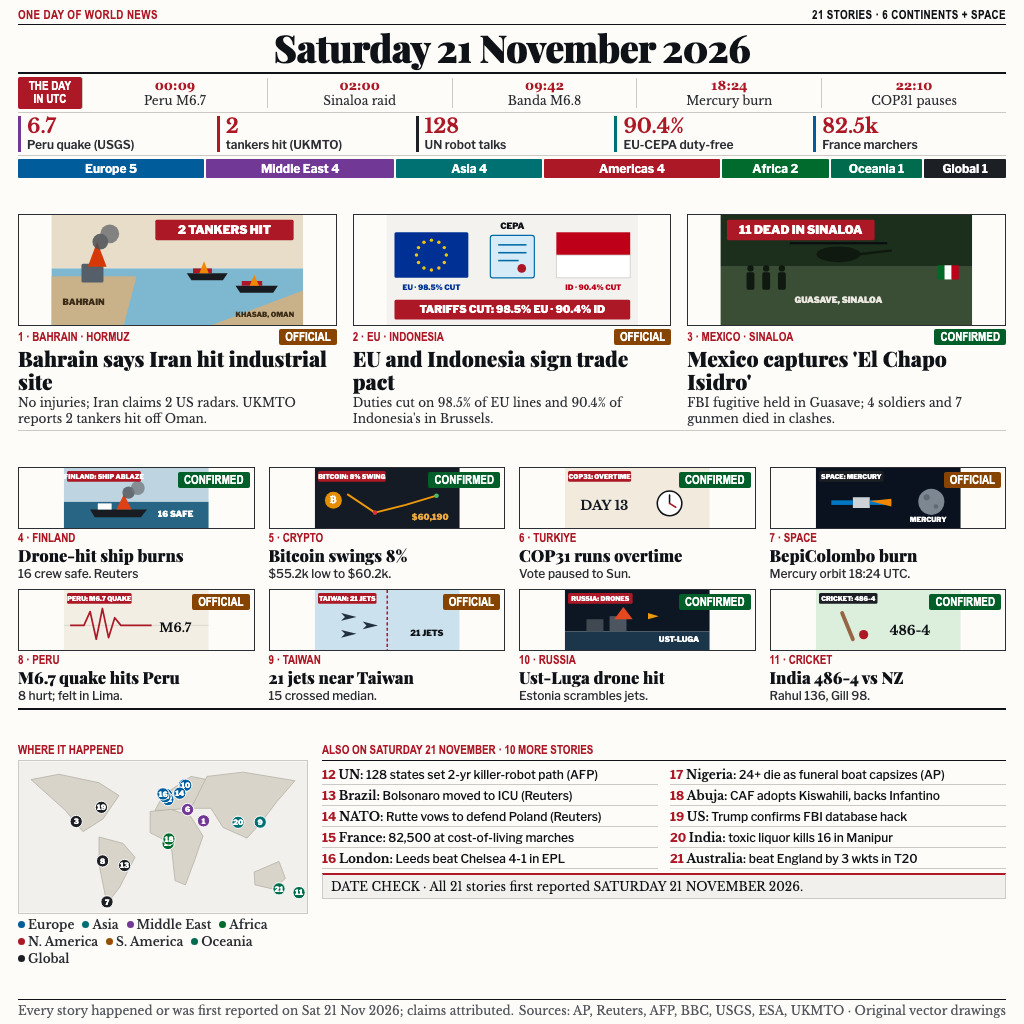 ONE DAY OF WORLD NEWS
21 STORIES · 6 CONTINENTS + SPACE
Saturday 21 November 2026
THE DAY
IN UTC
00:09
Peru M6.7
02:00
Sinaloa raid
09:42
Banda M6.8
18:24
Mercury burn
22:10
COP31 pauses
6.7
Peru quake (USGS)
2
tankers hit (UKMTO)
128
UN robot talks
90.4%
EU-CEPA duty-free
82.5k
France marchers
Europe 5
Middle East 4
Asia 4
Americas 4
Africa 2
Oceania 1
Global 1
2 TANKERS HIT
BAHRAIN
KHASAB, OMAN
1 · BAHRAIN · HORMUZ
OFFICIAL
Bahrain says Iran hit industrial
site
No injuries; Iran claims 2 US radars. UKMTO
reports 2 tankers hit off Oman.
CEPA
EU · 98.5% CUT
ID · 90.4% CUT
TARIFFS CUT: 98.5% EU · 90.4% ID
2 · EU · INDONESIA
OFFICIAL
EU and Indonesia sign trade
pact
Duties cut on 98.5% of EU lines and 90.4% of
Indonesia's in Brussels.
11 DEAD IN SINALOA
GUASAVE, SINALOA
3 · MEXICO · SINALOA
CONFIRMED
Mexico captures 'El Chapo
Isidro'
FBI fugitive held in Guasave; 4 soldiers and 7
gunmen died in clashes.
FINLAND: SHIP ABLAZE
CONFIRMED
16 SAFE
4 · FINLAND
Drone-hit ship burns
16 crew safe. Reuters
BITCOIN: 8% SWING
CONFIRMED
B
$60,190
5 · CRYPTO
Bitcoin swings 8%
$55.2k low to $60.2k.
COP31: OVERTIME
CONFIRMED
DAY 13
6 · TURKIYE
COP31 runs overtime
Vote paused to Sun.
SPACE: MERCURY
OFFICIAL
MERCURY
7 · SPACE
BepiColombo burn
Mercury orbit 18:24 UTC.
PERU: M6.7 QUAKE
OFFICIAL
M6.7
8 · PERU
M6.7 quake hits Peru
8 hurt; felt in Lima.
TAIWAN: 21 JETS
OFFICIAL
21 JETS
9 · TAIWAN
21 jets near Taiwan
15 crossed median.
RUSSIA: DRONES
CONFIRMED
UST-LUGA
10 · RUSSIA
Ust-Luga drone hit
Estonia scrambles jets.
CRICKET: 486-4
CONFIRMED
486-4
11 · CRICKET
India 486-4 vs NZ
Rahul 136, Gill 98.
WHERE IT HAPPENED
10
16
14
19
6
3
1
20
9
18
8
13
21
11
7
Europe
Asia
Middle East
Africa
N. America
S. America
Oceania
Global
ALSO ON SATURDAY 21 NOVEMBER · 10 MORE STORIES
12 UN: 128 states set 2-yr killer-robot path (AFP)
13 Brazil: Bolsonaro moved to ICU (Reuters)
14 NATO: Rutte vows to defend Poland (Reuters)
15 France: 82,500 at cost-of-living marches
16 London: Leeds beat Chelsea 4-1 in EPL
17 Nigeria: 24+ die as funeral boat capsizes (AP)
18 Abuja: CAF adopts Kiswahili, backs Infantino
19 US: Trump confirms FBI database hack
20 India: toxic liquor kills 16 in Manipur
21 Australia: beat England by 3 wkts in T20
DATE CHECK · All 21 stories first reported SATURDAY 21 NOVEMBER 2026.
Every story happened or was first reported on Sat 21 Nov 2026; claims attributed.
Sources: AP, Reuters, AFP, BBC, USGS, ESA, UKMTO · Original vector drawings